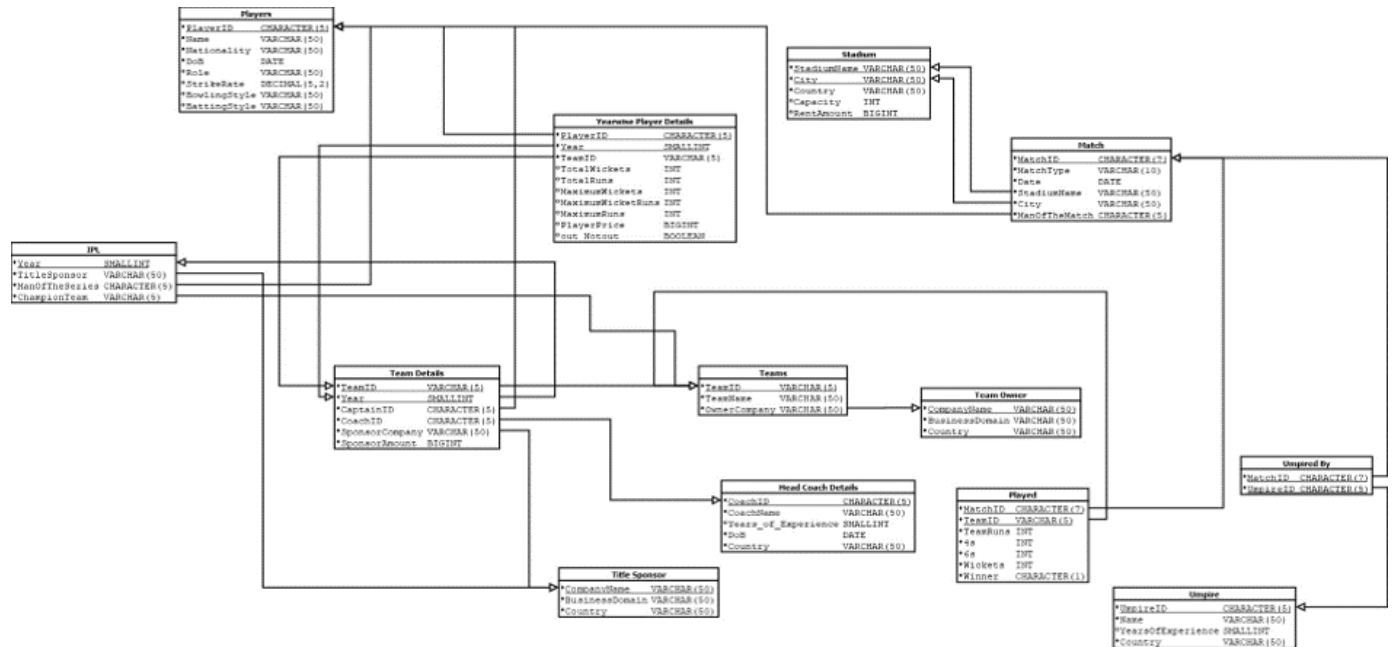 Players
*PlayerID CHARACTER(5)
*Name VARCHAR(50)
*Nationality VARCHAR(50)
*DoB DATE
*Role VARCHAR(50)
*StrikeRate DECIMAL(5,2)
*BowlingStyle VARCHAR(50)
*BattingStyle VARCHAR(50)
Stadium
*StadiumName VARCHAR(50)
*City VARCHAR(50)
*Country VARCHAR(50)
*Capacity INT
*RentAmount BIGINT
Yearwise Player Details
*PlayerID CHARACTER(5)
*Year SMALLINT
*TeamID VARCHAR(5)
°TotalWickets INT
°TotalRuns INT
°MaximumWickets INT
°MaximumWicketRuns INT
°MaximumRuns INT
*PlayerPrice BIGINT
°out_Notout BOOLEAN
Match
*MatchID CHARACTER(7)
*MatchType VARCHAR(10)
*Date DATE
*StadiumName VARCHAR(50)
*City VARCHAR(50)
*ManOfTheMatch CHARACTER(5)
IPL
*Year SMALLINT
*TitleSponsor VARCHAR(50)
*ManOfTheSeries CHARACTER(5)
*ChampionTeam VARCHAR(5)
Team Details
*TeamID VARCHAR(5)
*Year SMALLINT
*CaptainID CHARACTER(5)
*CoachID CHARACTER(5)
*SponsorCompany VARCHAR(50)
*SponsorAmount BIGINT
Teams
*TeamID VARCHAR(5)
*TeamName VARCHAR(50)
*OwnerCompany VARCHAR(50)
Team Owner
*CompanyName VARCHAR(50)
*BusinessDomain VARCHAR(50)
*Country VARCHAR(50)
Umspired By
*MatchID CHARACTER(7)
*UmpireID CHARACTER(5)
Head Coach Details
*CoachID CHARACTER(5)
*CoachName VARCHAR(50)
*Years_of_Experience SMALLINT
*DoB DATE
*Country VARCHAR(50)
Played
*MatchID CHARACTER(7)
*TeamID VARCHAR(5)
*TeamRuns INT
*4s INT
*6s INT
*Wickets INT
*Winner CHARACTER(1)
Title Sponsor
*CompanyName VARCHAR(50)
*BusinessDomain VARCHAR(50)
*Country VARCHAR(50)
Umpire
*UmpireID CHARACTER(5)
*Name VARCHAR(50)
°YearsOfExperience SMALLINT
*Country VARCHAR(50)